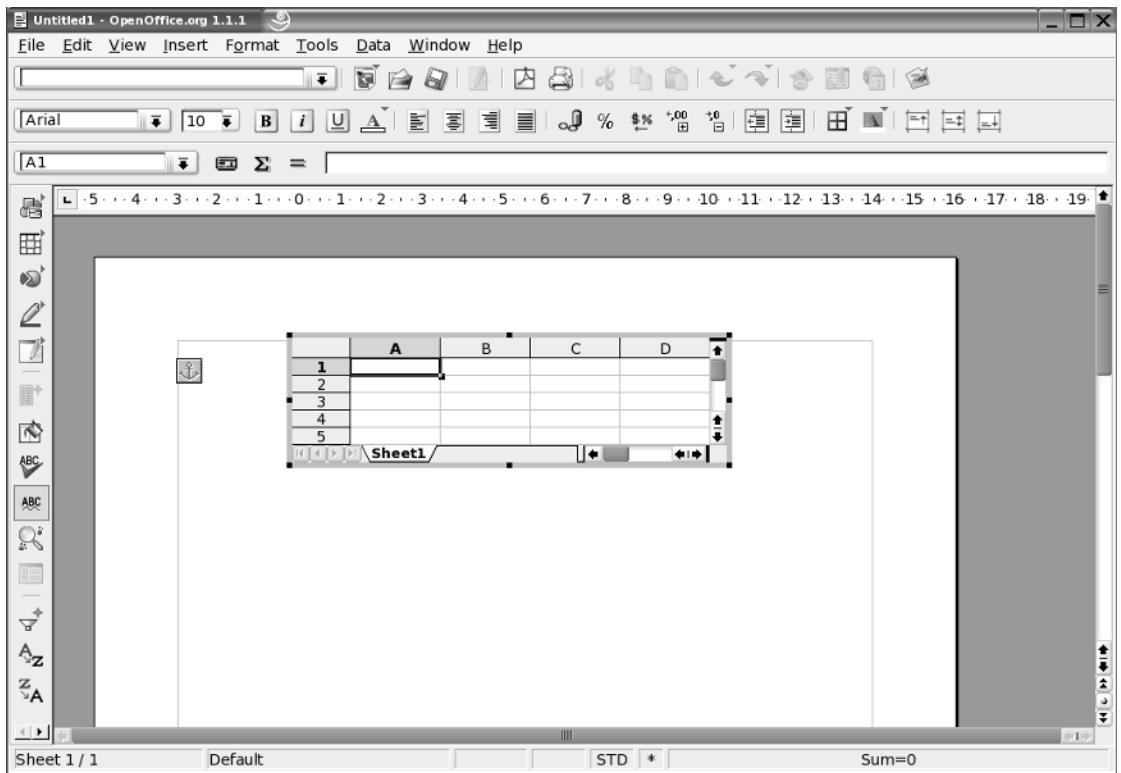 Untitled1 - OpenOffice.org 1.1.1
File Edit View Insert Format Tools Data Window Help
Arial 10 B i U A % $% +,00 +,0 A
A1 Σ =
5 4 3 2 1 0 1 2 3 4 5 6 7 8 9 10 11 12 13 14 15 16 17 18 19
A B C D
1
2
3
4
5
Sheet1
ABC
ABC
A Z
Z A
Sheet 1 / 1 Default STD * Sum=0